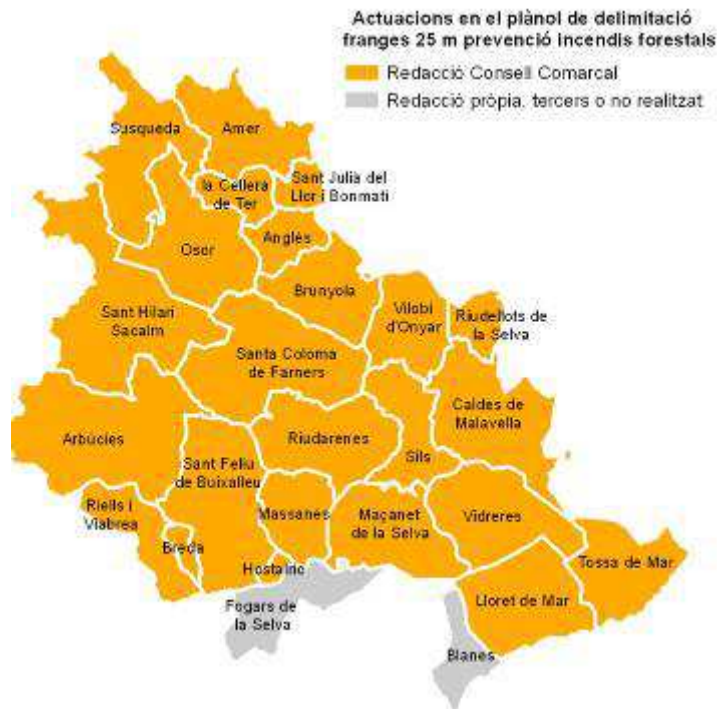 Actuacions en el plànol de delimitació
franges 25 m prevenció incendis forestals
Redacció Consell Comarcal
Redacció pròpia, tercers o no realitzat
Susqueda
Amer
la Cellera
de Ter
Sant Julià del
Llor i Bonmatí
Osor
Anglès
Brunyola
Sant Hilari
Sacalm
Vilobí
d'Onyar
Riudellots de
la Selva
Santa Coloma
de Farners
Caldes de
Malavella
Arbúcies
Riudarenes
Sils
Sant Feliu
de Buixalleu
Riells i
Viabrea
Massanes
Maçanet
de la Selva
Vidreres
Breda
Hostalric
Tossa de Mar
Fogars de
la Selva
Lloret de Mar
Blanes